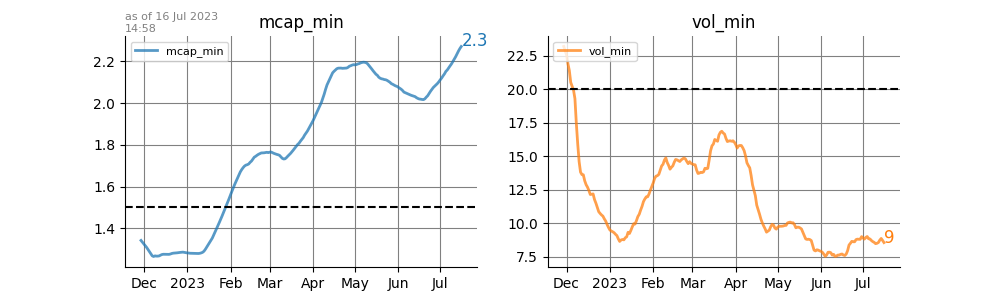 as of 16 Jul 2023
14:58
mcap_min
mcap_min
2.3
2.2
2.0
1.8
1.6
1.4
Dec 2023 Feb Mar Apr May Jun Jul
vol_min
vol_min
22.5
20.0
17.5
15.0
12.5
10.0
7.5
9
Dec 2023 Feb Mar Apr May Jun Jul